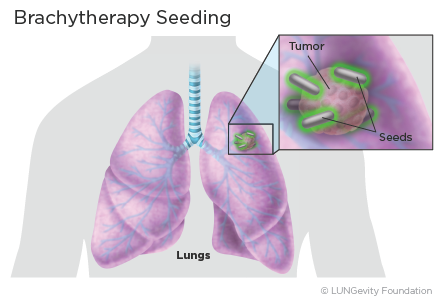 Brachytherapy Seeding
Tumor
Seeds
Lungs
© LUNGevity Foundation